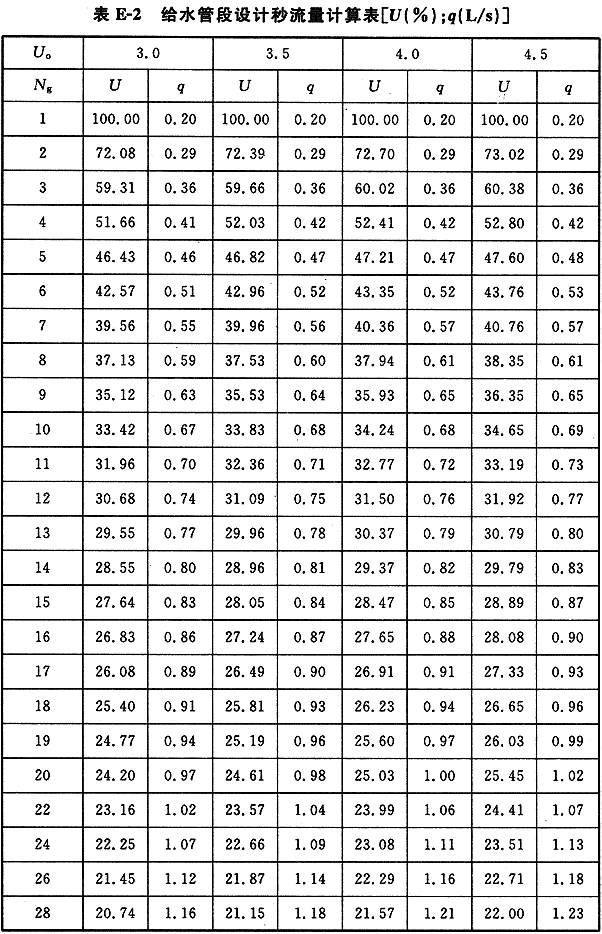 表 E-2 给水管段设计秒流量计算表[U(%);q(L/s)]
U₀ 3.0 3.5 4.0 4.5
Ng U q U q U q U q
1 100.00 0.20 100.00 0.20 100.00 0.20 100.00 0.20
2 72.08 0.29 72.39 0.29 72.70 0.29 73.02 0.29
3 59.31 0.36 59.66 0.36 60.02 0.36 60.38 0.36
4 51.66 0.41 52.03 0.42 52.41 0.42 52.80 0.42
5 46.43 0.46 46.82 0.47 47.21 0.47 47.60 0.48
6 42.57 0.51 42.96 0.52 43.35 0.52 43.76 0.53
7 39.56 0.55 39.96 0.56 40.36 0.57 40.76 0.57
8 37.13 0.59 37.53 0.60 37.94 0.61 38.35 0.61
9 35.12 0.63 35.53 0.64 35.93 0.65 36.35 0.65
10 33.42 0.67 33.83 0.68 34.24 0.68 34.65 0.69
11 31.96 0.70 32.36 0.71 32.77 0.72 33.19 0.73
12 30.68 0.74 31.09 0.75 31.50 0.76 31.92 0.77
13 29.55 0.77 29.96 0.78 30.37 0.79 30.79 0.80
14 28.55 0.80 28.96 0.81 29.37 0.82 29.79 0.83
15 27.64 0.83 28.05 0.84 28.47 0.85 28.89 0.87
16 26.83 0.86 27.24 0.87 27.65 0.88 28.08 0.90
17 26.08 0.89 26.49 0.90 26.91 0.91 27.33 0.93
18 25.40 0.91 25.81 0.93 26.23 0.94 26.65 0.96
19 24.77 0.94 25.19 0.96 25.60 0.97 26.03 0.99
20 24.20 0.97 24.61 0.98 25.03 1.00 25.45 1.02
22 23.16 1.02 23.57 1.04 23.99 1.06 24.41 1.07
24 22.25 1.07 22.66 1.09 23.08 1.11 23.51 1.13
26 21.45 1.12 21.87 1.14 22.29 1.16 22.71 1.18
28 20.74 1.16 21.15 1.18 21.57 1.21 22.00 1.23